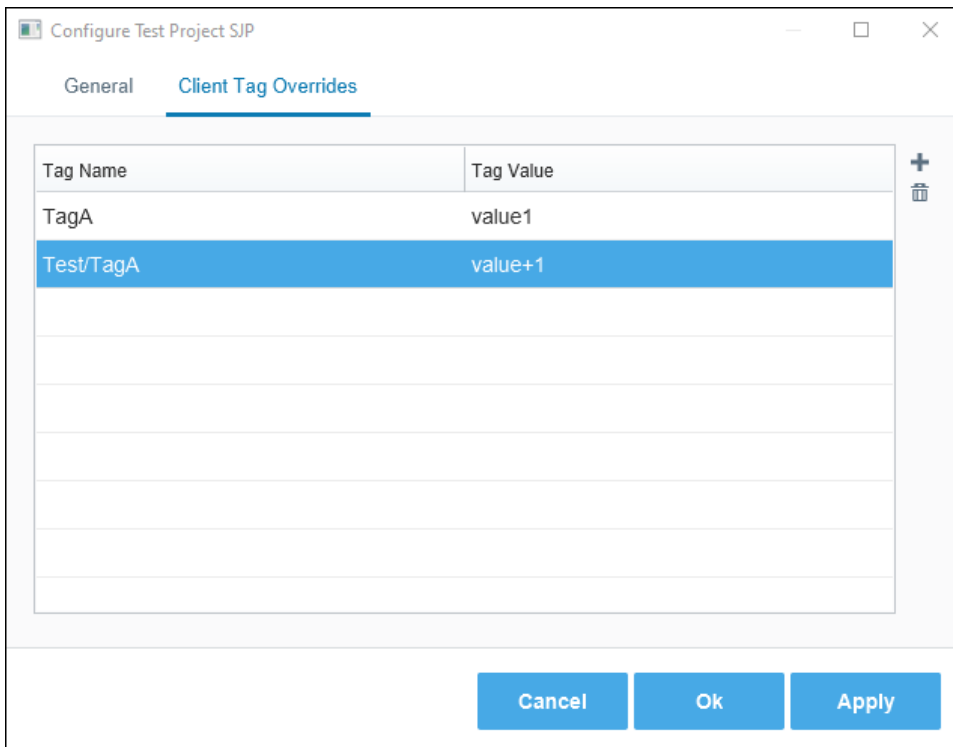 Configure Test Project SJP
General Client Tag Overrides
Tag Name Tag Value
TagA value1
Test/TagA value+1
Cancel Ok Apply